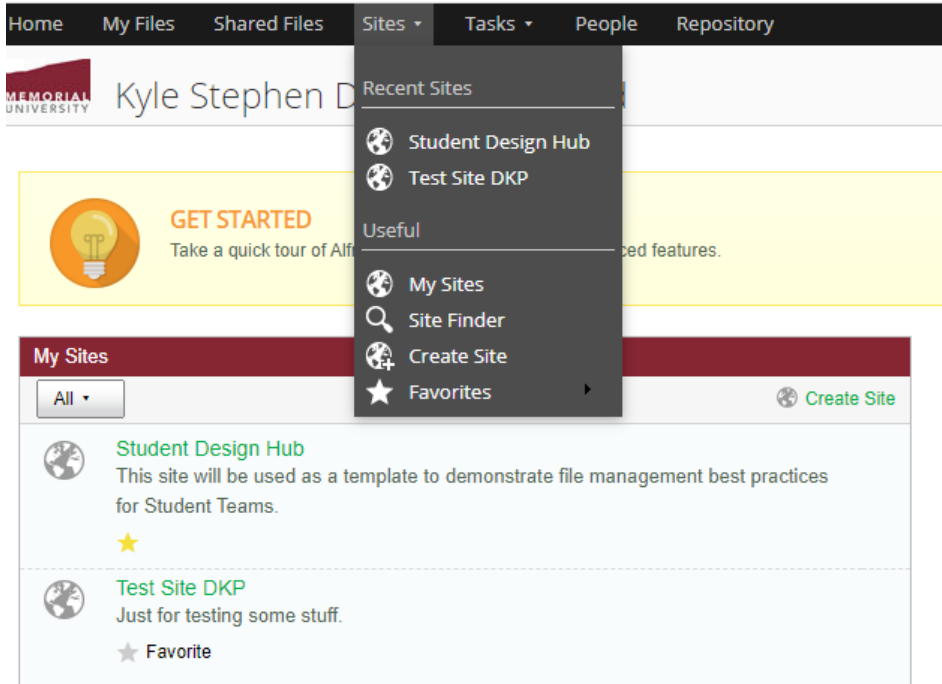 Home My Files Shared Files Sites Tasks People Repository
MEMORIAL
UNIVERSITY
Kyle Stephen
Recent Sites
Student Design Hub
Test Site DKP
Useful
My Sites
Site Finder
Create Site
Favorites
GET STARTED
Take a quick tour of features.
My Sites
All Create Site
Student Design Hub
This site will be used as a template to demonstrate file management best practices
for Student Teams.
Test Site DKP
Just for testing some stuff.
Favorite